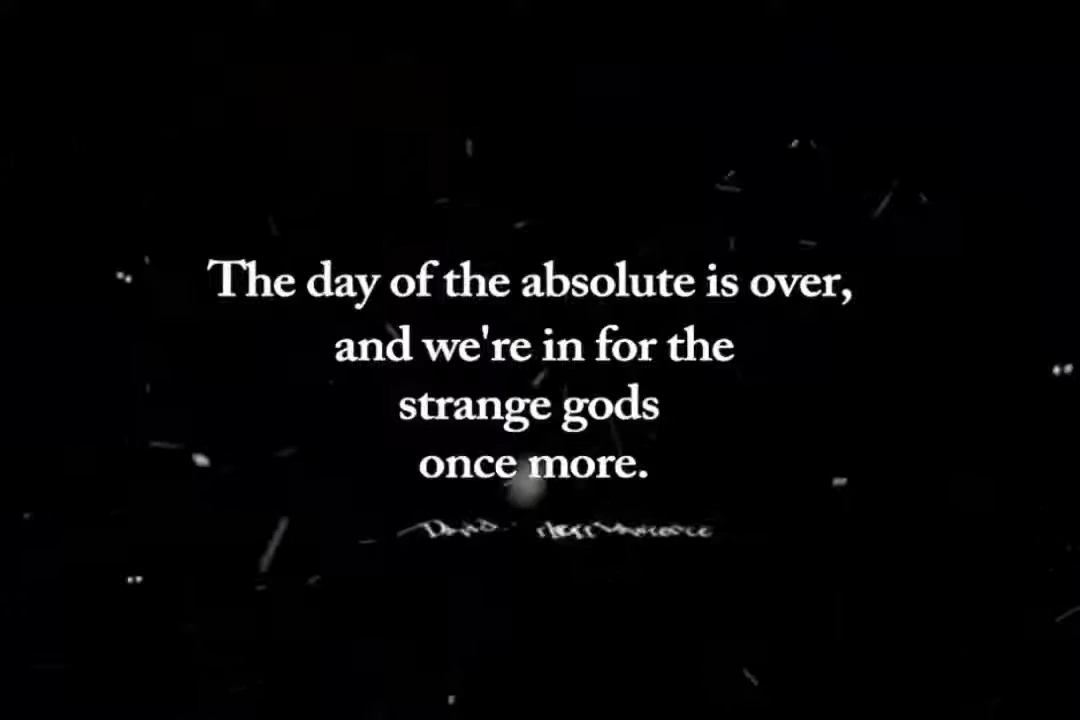 The day of the absolute is over,
and we're in for the
strange gods
once more.